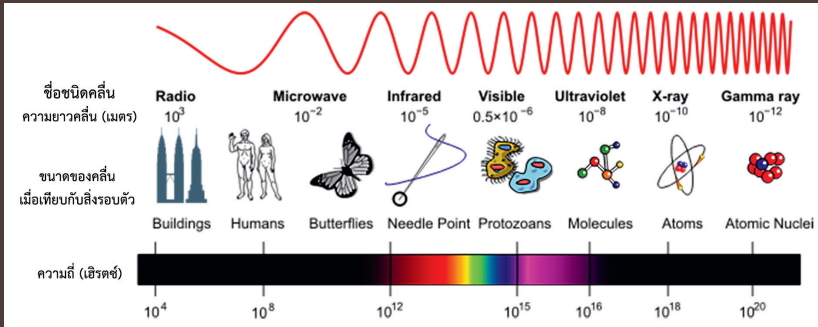 ชื่อชนิดคลื่น Radio Microwave Infrared Visible Ultraviolet X-ray Gamma ray
ความยาวคลื่น (เมตร) 10³ 10⁻² 10⁻⁵ 0.5×10⁻⁶ 10⁻⁸ 10⁻¹⁰ 10⁻¹²
ขนาดของคลื่น
เมื่อเทียบกับสิ่งรอบตัว
Buildings Humans Butterflies Needle Point Protozoans Molecules Atoms Atomic Nuclei
ความถี่ (เฮิรตซ์)
10⁴ 10⁸ 10¹² 10¹⁵ 10¹⁶ 10¹⁸ 10²⁰